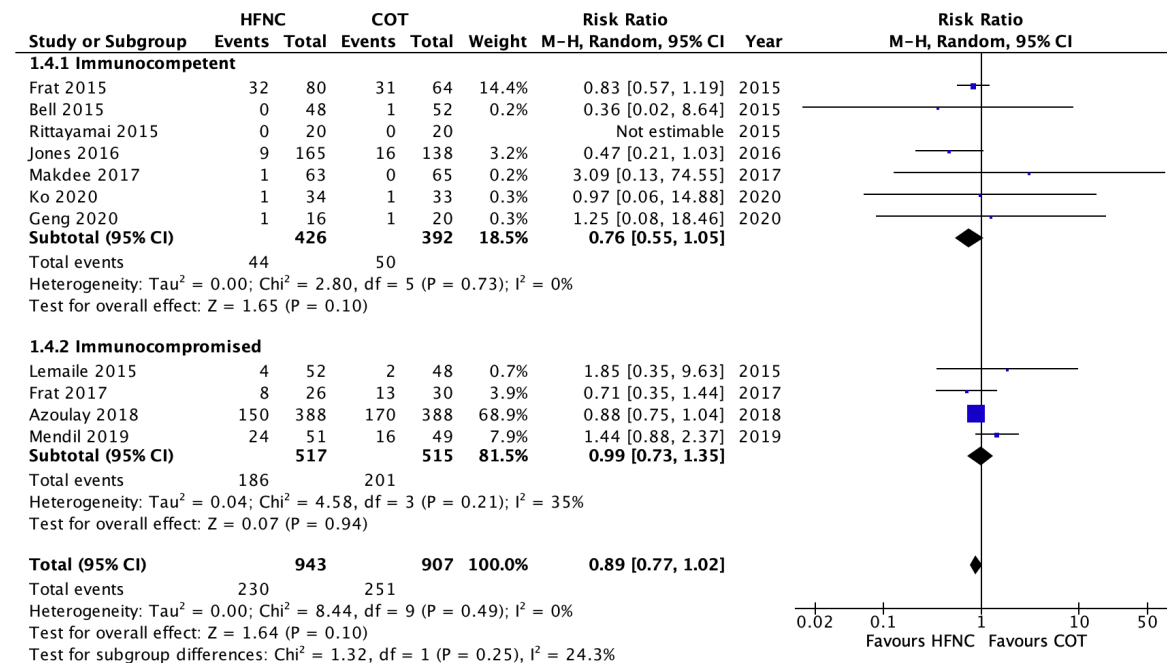 HFNC COT Risk Ratio Risk Ratio
Study or Subgroup Events Total Events Total Weight M-H, Random, 95% CI Year M-H, Random, 95% CI
1.4.1 Immunocompetent
Frat 2015 32 80 31 64 14.4% 0.83 [0.57, 1.19] 2015
Bell 2015 0 48 1 52 0.2% 0.36 [0.02, 8.64] 2015
Rittayamai 2015 0 20 0 20 Not estimable 2015
Jones 2016 9 165 16 138 3.2% 0.47 [0.21, 1.03] 2016
Makdee 2017 1 63 0 65 0.2% 3.09 [0.13, 74.55] 2017
Ko 2020 1 34 1 33 0.3% 0.97 [0.06, 14.88] 2020
Geng 2020 1 16 1 20 0.3% 1.25 [0.08, 18.46] 2020
Subtotal (95% CI) 426 392 18.5% 0.76 [0.55, 1.05]
Total events 44 50
Heterogeneity: Tau² = 0.00; Chi² = 2.80, df = 5 (P = 0.73); I² = 0%
Test for overall effect: Z = 1.65 (P = 0.10)
1.4.2 Immunocompromised
Lemaile 2015 4 52 2 48 0.7% 1.85 [0.35, 9.63] 2015
Frat 2017 8 26 13 30 3.9% 0.71 [0.35, 1.44] 2017
Azoulay 2018 150 388 170 388 68.9% 0.88 [0.75, 1.04] 2018
Mendil 2019 24 51 16 49 7.9% 1.44 [0.88, 2.37] 2019
Subtotal (95% CI) 517 515 81.5% 0.99 [0.73, 1.35]
Total events 186 201
Heterogeneity: Tau² = 0.04; Chi² = 4.58, df = 3 (P = 0.21); I² = 35%
Test for overall effect: Z = 0.07 (P = 0.94)
Total (95% CI) 943 907 100.0% 0.89 [0.77, 1.02]
Total events 230 251
Heterogeneity: Tau² = 0.00; Chi² = 8.44, df = 9 (P = 0.49); I² = 0%
Test for overall effect: Z = 1.64 (P = 0.10)
Test for subgroup differences: Chi² = 1.32, df = 1 (P = 0.25), I² = 24.3%
0.02 0.1 1 10 50
Favours HFNC Favours COT